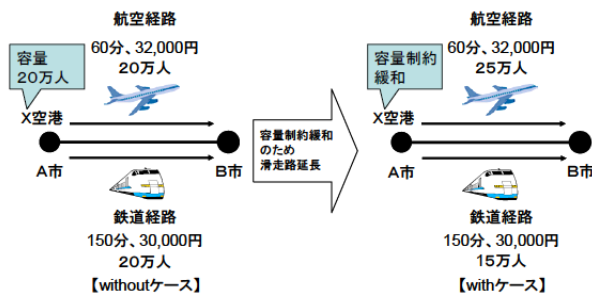 航空経路
60分、32,000円
20万人
容量
20万人
X空港
A市
B市
鉄道経路
150分、30,000円
20万人
【withoutケース】
容量制約緩和
のため
滑走路延長
航空経路
60分、32,000円
25万人
容量制約
緩和
X空港
A市
B市
鉄道経路
150分、30,000円
15万人
【withケース】